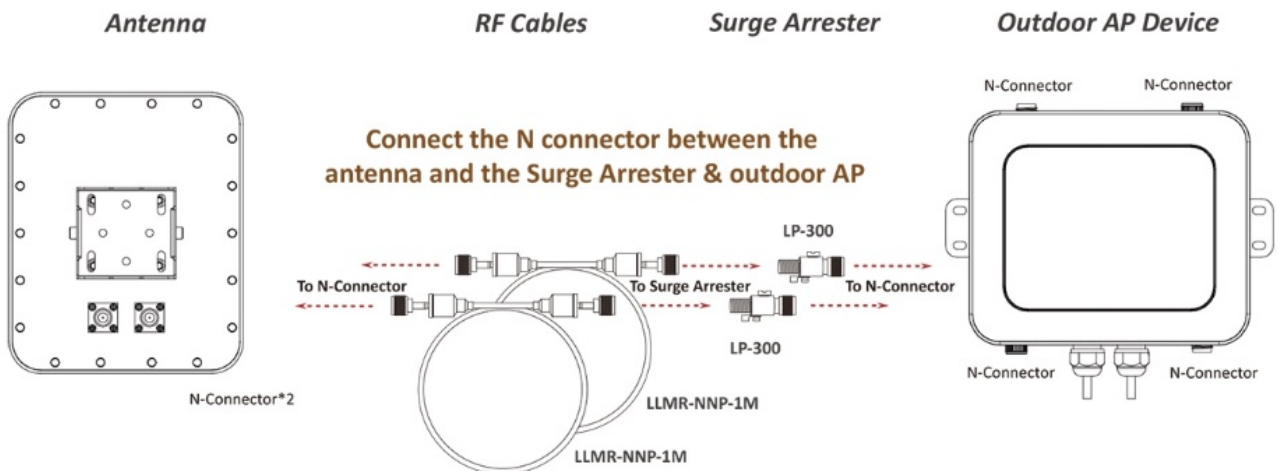 Antenna
RF Cables
Surge Arrester
Outdoor AP Device
N-Connector
N-Connector
Connect the N connector between the
antenna and the Surge Arrester & outdoor AP
LP-300
To N-Connector
To Surge Arrester
To N-Connector
LP-300
N-Connector
N-Connector
N-Connector*2
LLMR-NNP-1M
LLMR-NNP-1M